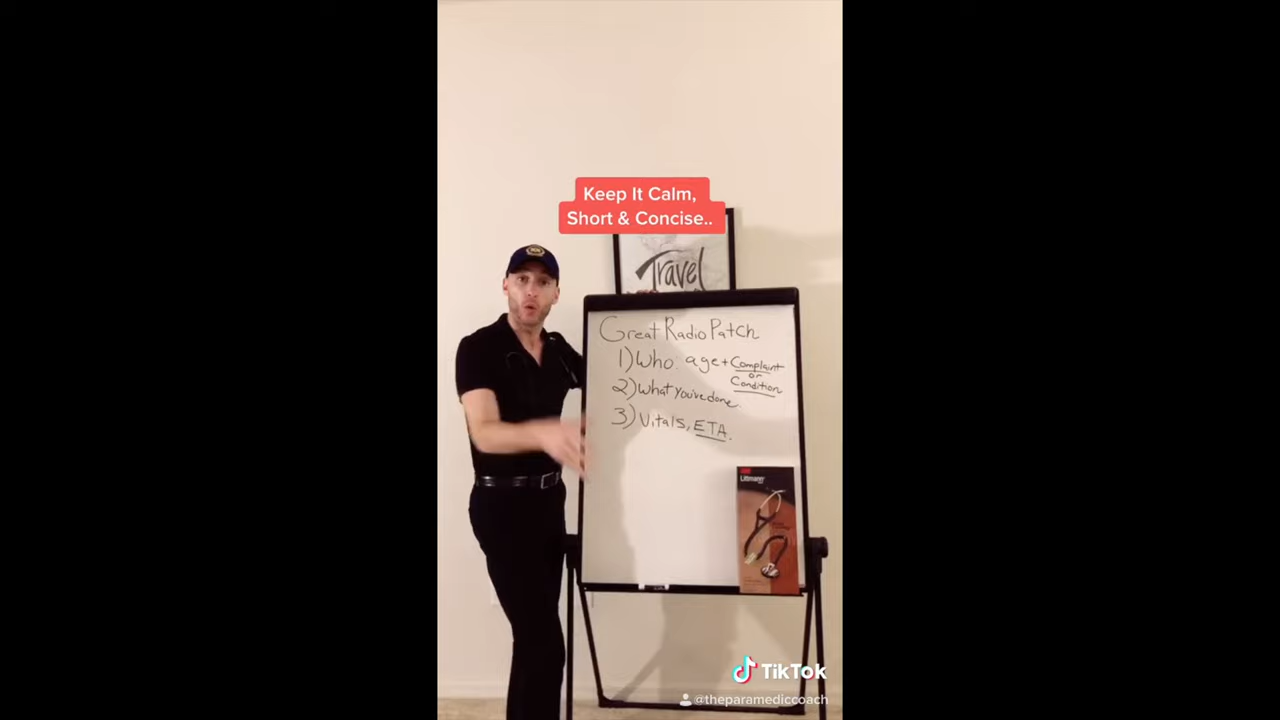 Keep It Calm,
Short & Concise..
Travel
Great Radio Patch
1) Who. age + Complaint
or
Condition
2) What you've done.
3) Vitals, ETA.
Littmann
TikTok
@theparamediccoach